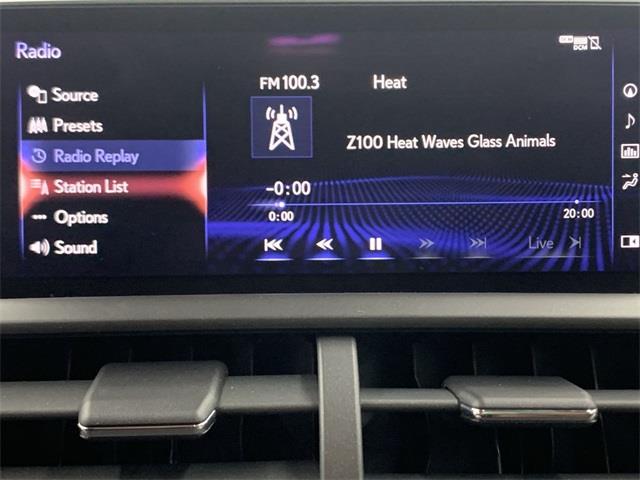 Radio
DCM
Source
Presets
Radio Replay
Station List
Options
Sound
FM 100.3 Heat
Z100 Heat Waves Glass Animals
-0:00
0:00 20:00
Live